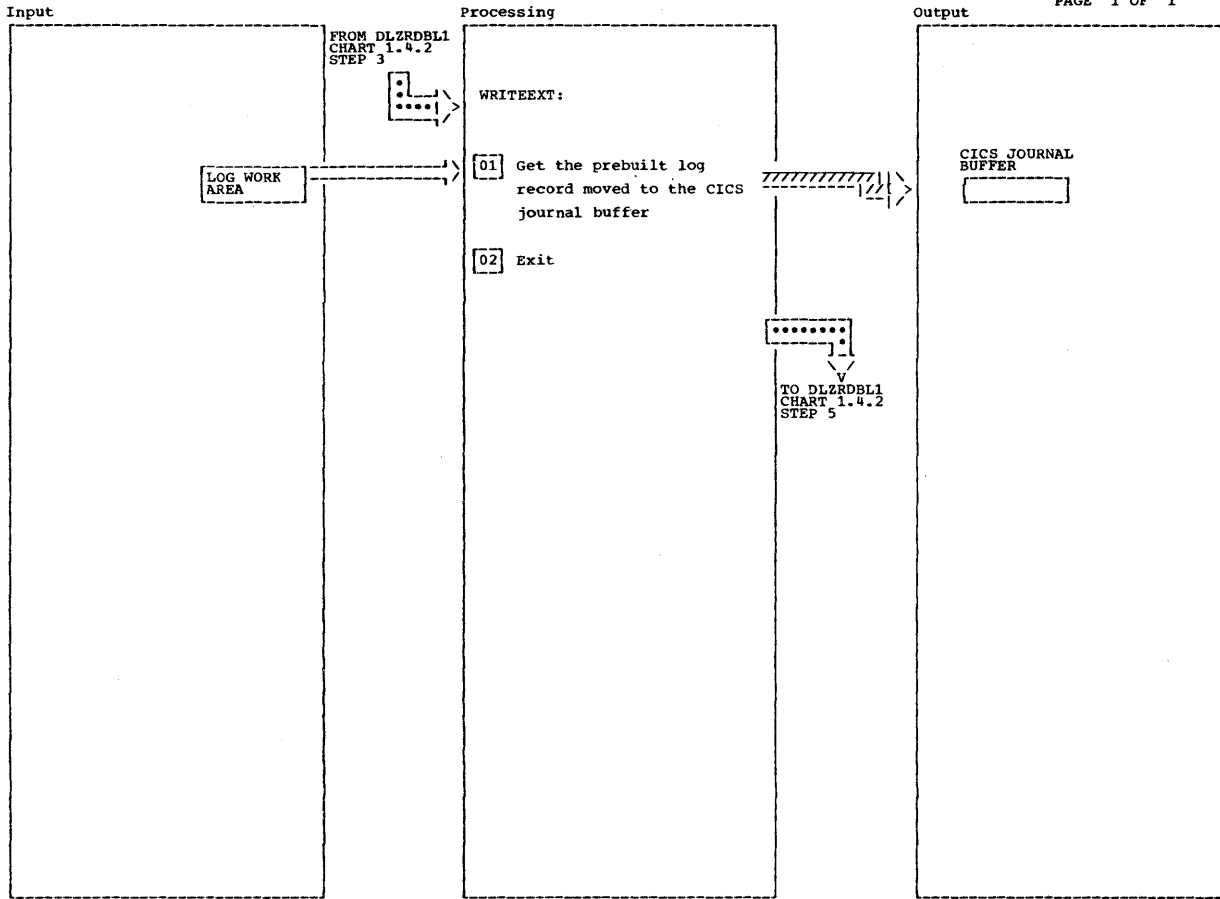 PAGE 1 OF 1
Input
Processing
Output
FROM DLZRDBL1
CHART 1.4.2
STEP 3
WRITEEXT:
LOG WORK
AREA
01 Get the prebuilt log
record moved to the CICS
journal buffer
CICS JOURNAL
BUFFER
02 Exit
TO DLZRDBL1
CHART 1.4.2
STEP 5